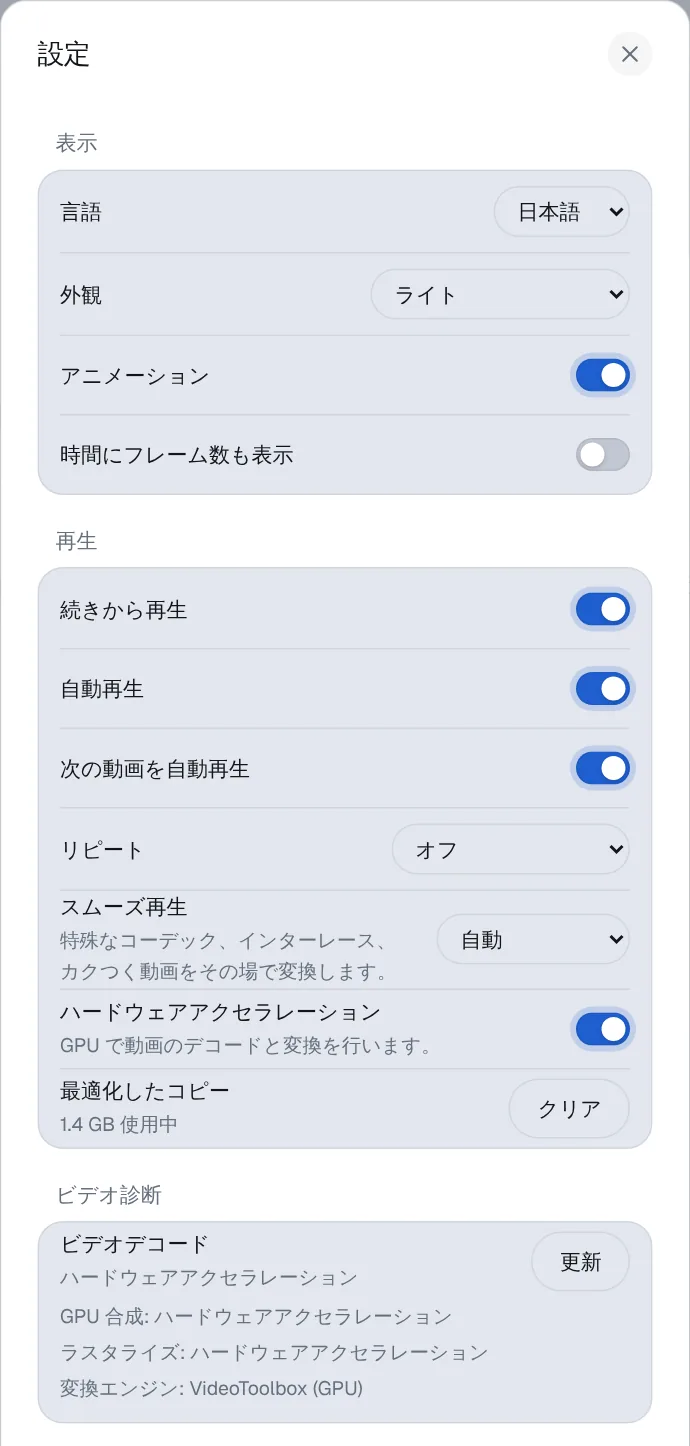 設定
表示
言語
日本語
外観
ライト
アニメーション
時間にフレーム数も表示
再生
続きから再生
自動再生
次の動画を自動再生
リピート
オフ
スムーズ再生
特殊なコーデック、インターレース、
カクつく動画をその場で変換します。
自動
ハードウェアアクセラレーション
GPU で動画のデコードと変換を行います。
最適化したコピー
1.4 GB 使用中
クリア
ビデオ診断
ビデオデコード
ハードウェアアクセラレーション
更新
GPU 合成: ハードウェアアクセラレーション
ラスタライズ: ハードウェアアクセラレーション
変換エンジン: VideoToolbox (GPU)